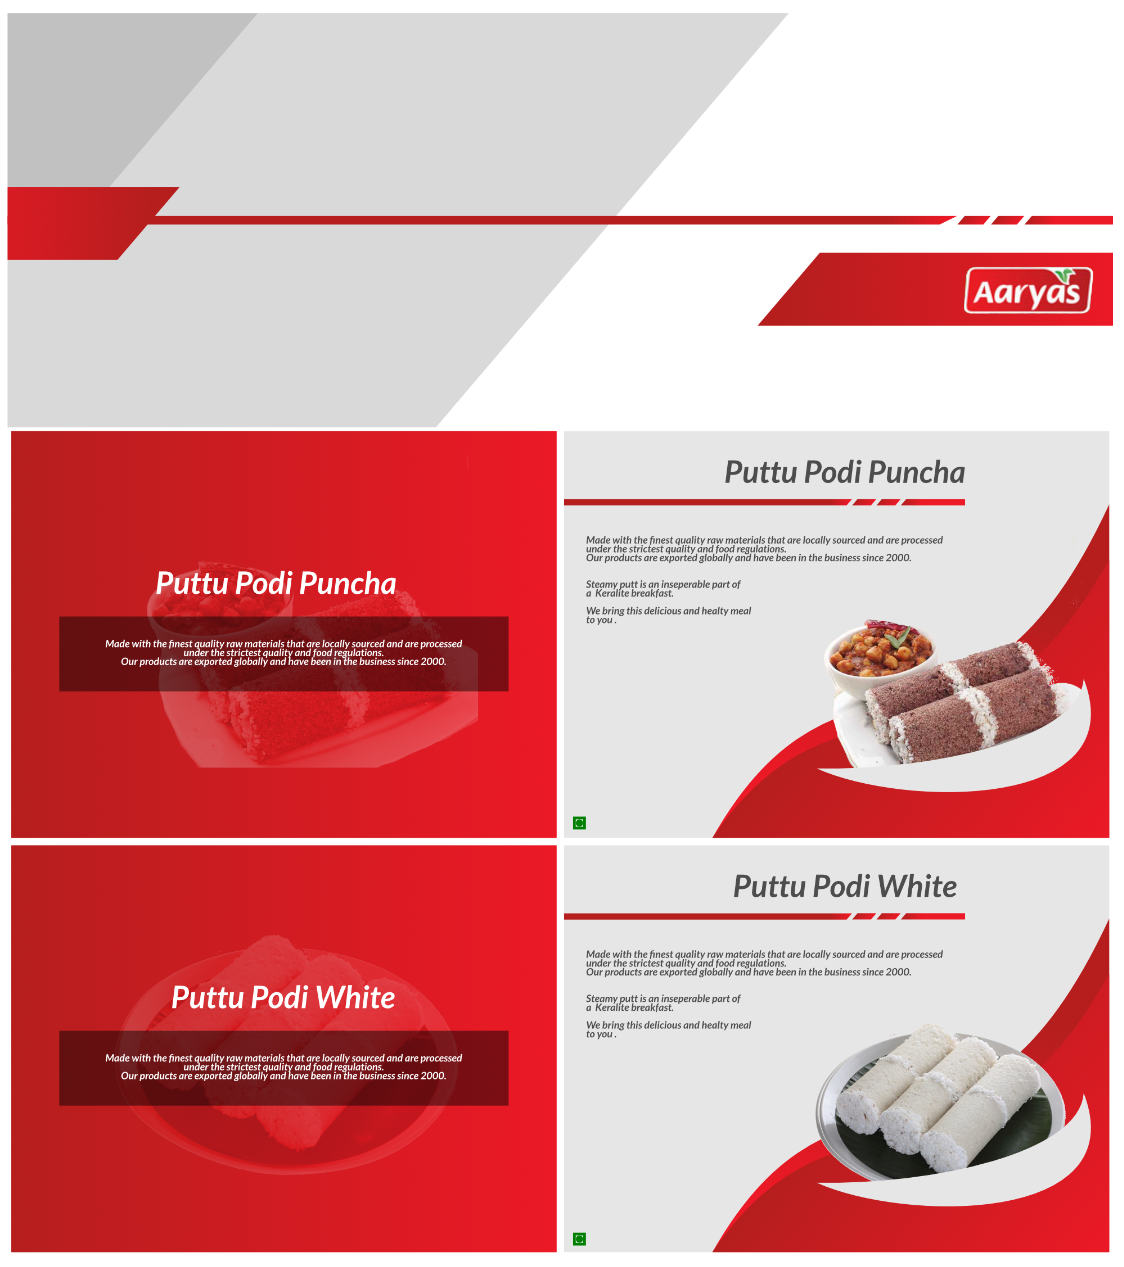 Aaryas
Puttu Podi Puncha
Made with the finest quality raw materials that are locally sourced and are processed
under the strictest quality and food regulations.
Our products are exported globally and have been in the business since 2000.
Puttu Podi Puncha
Made with the finest quality raw materials that are locally sourced and are processed
under the strictest quality and food regulations.
Our products are exported globally and have been in the business since 2000.
Steamy putt is an inseperable part of
a Keralite breakfast.
We bring this delicious and healty meal
to you .
Puttu Podi White
Made with the finest quality raw materials that are locally sourced and are processed
under the strictest quality and food regulations.
Our products are exported globally and have been in the business since 2000.
Puttu Podi White
Made with the finest quality raw materials that are locally sourced and are processed
under the strictest quality and food regulations.
Our products are exported globally and have been in the business since 2000.
Steamy putt is an inseperable part of
a Keralite breakfast.
We bring this delicious and healty meal
to you .